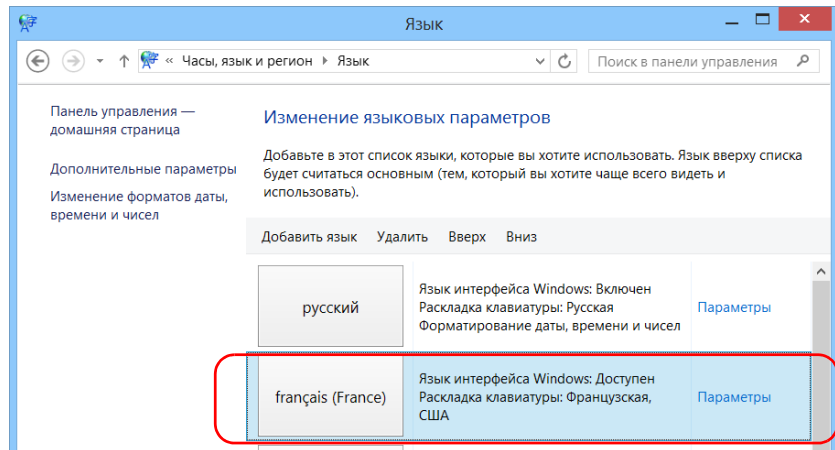 Язык
« Часы, язык и регион Язык
Поиск в панели управления
Панель управления —
домашняя страница
Дополнительные параметры
Изменение форматов даты,
времени и чисел
Изменение языковых параметров
Добавьте в этот список языки, которые вы хотите использовать. Язык вверху списка
будет считаться основным (тем, который вы хотите чаще всего видеть и
использовать).
Добавить язык Удалить Вверх Вниз
русский
Язык интерфейса Windows: Включен
Раскладка клавиатуры: Русская
Форматирование даты, времени и чисел
Параметры
français (France)
Язык интерфейса Windows: Доступен
Раскладка клавиатуры: Французская,
США
Параметры